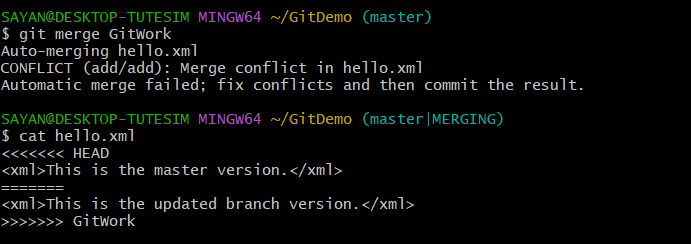 SAYAN@DESKTOP-TUTESIM MINGW64 ~/GitDemo (master)
$ git merge GitWork
Auto-merging hello.xml
CONFLICT (add/add): Merge conflict in hello.xml
Automatic merge failed; fix conflicts and then commit the result.
SAYAN@DESKTOP-TUTESIM MINGW64 ~/GitDemo (master|MERGING)
$ cat hello.xml
<<<<<<< HEAD
<xml>This is the master version.</xml>
=======
<xml>This is the updated branch version.</xml>
>>>>>>> GitWork